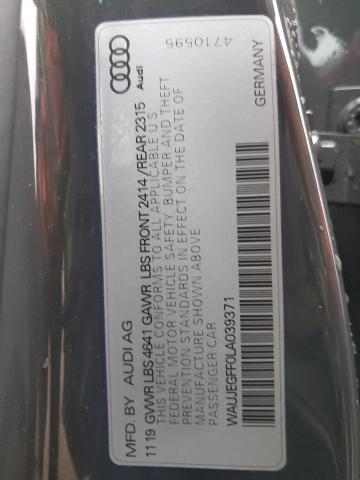 4710595
Audi
MFD. BY AUDI AG
11 19 GVWR LBS 4641 GAWR LBS FRONT 2414 /REAR 2315
THIS VEHICLE CONFORMS TO ALL APPLICABLE U.S.
FEDERAL MOTOR VEHICLE SAFETY, BUMPER AND THEFT
PREVENTION STANDARDS IN EFFECT ON THE DATE OF
MANUFACTURE SHOWN ABOVE
PASSENGER CAR
WAUJEGFF0LA039371
GERMANY